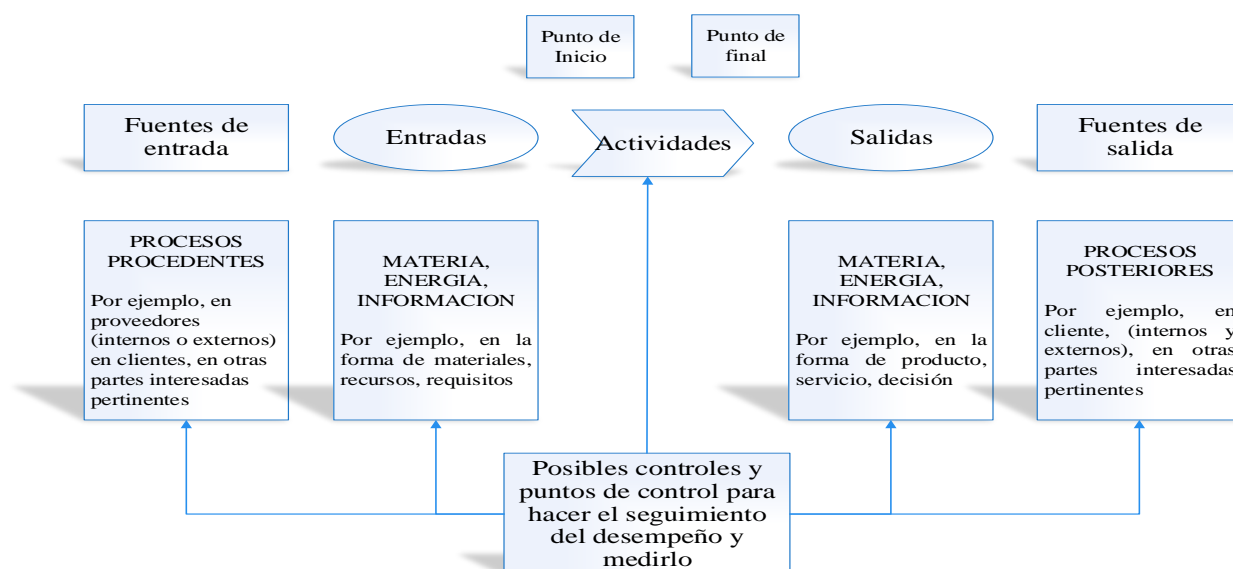 Punto de
Inicio
Punto de
final
Fuentes de
entrada
Entradas
Actividades
Salidas
Fuentes de
salida
PROCESOS
PROCEDENTES
Por ejemplo, en
proveedores
(internos o externos)
en clientes, en otras
partes interesadas
pertinentes
MATERIA,
ENERGIA,
INFORMACION
Por ejemplo, en la
forma de materiales,
recursos, requisitos
MATERIA,
ENERGIA,
INFORMACION
Por ejemplo, en la
forma de producto,
servicio, decisión
PROCESOS
POSTERIORES
Por ejemplo, en
cliente, (internos y
externos), en otras
partes interesadas
pertinentes
Posibles controles y
puntos de control para
hacer el seguimiento
del desempeño y
medirlo